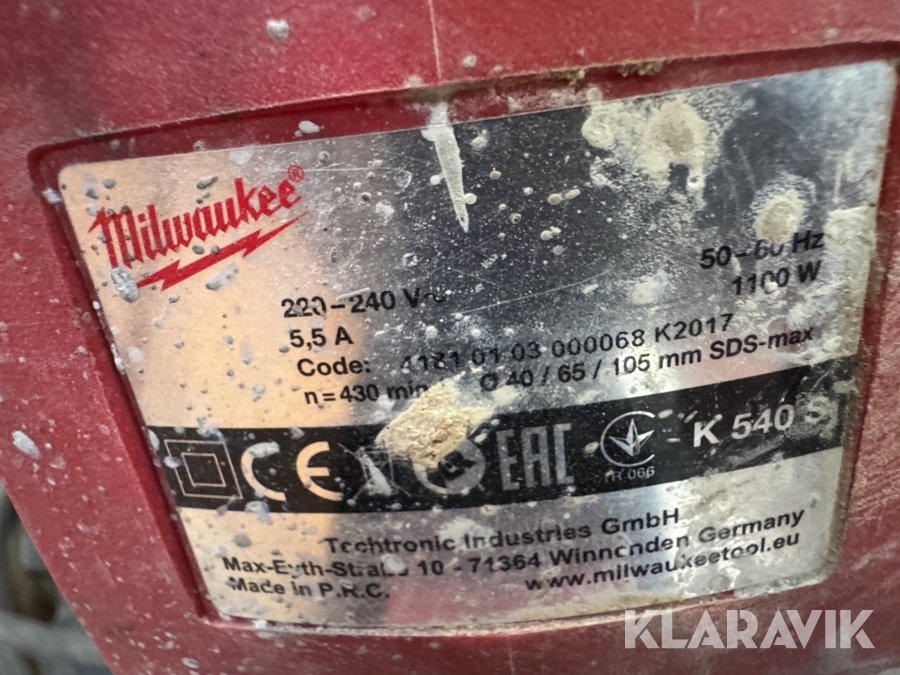 Milwaukee®
220–240 V~
50–60 Hz
5,5 A
1100 W
Code: 4181 01 03 000068 K2017
n=430 min
Ø 40 / 65 / 105 mm SDS-max
CE
EAC
TR.066
K 540 S
Techtronic Industries GmbH
Max-Eyth-Straße 10 - 71364 Winnenden Germany
Made in P.R.C.
www.milwaukeetool.eu
KLARAVIK